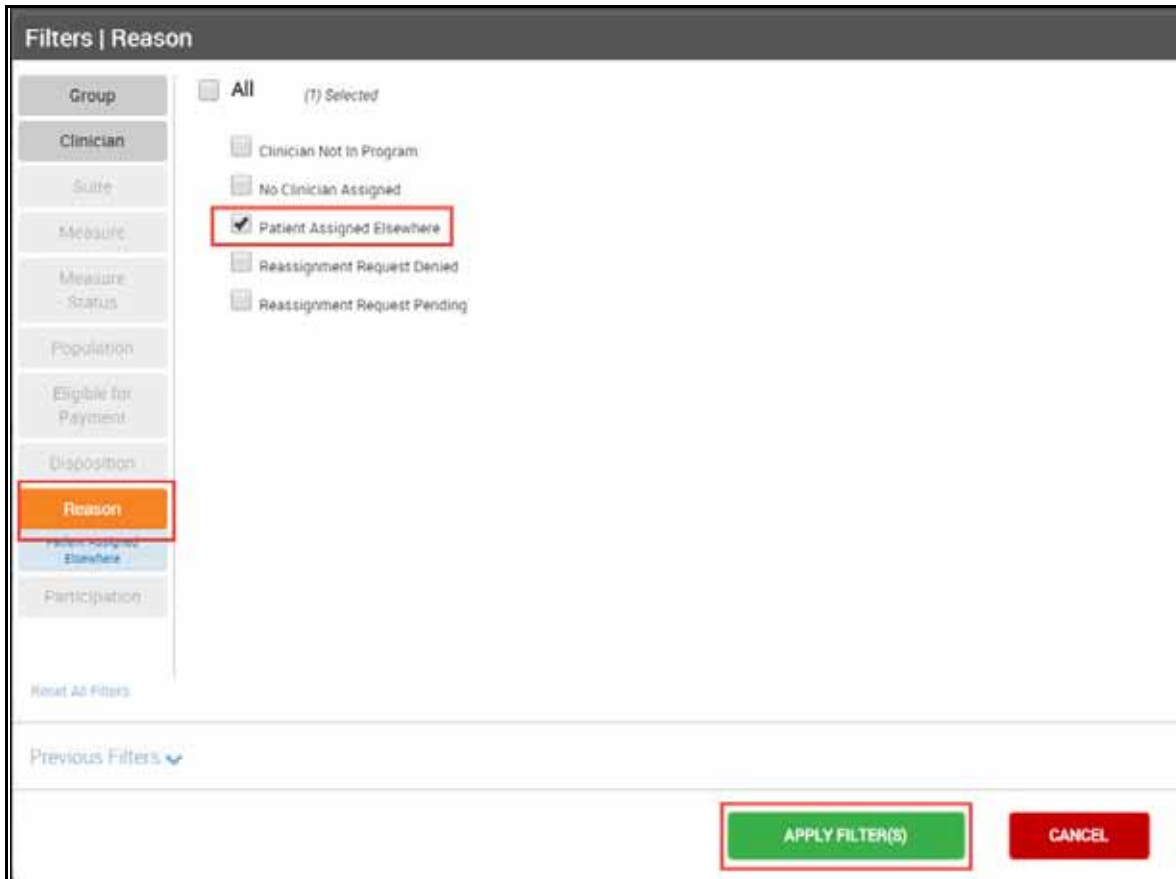 Filters | Reason
Group
Clinician
Suite
Measure
Measure
- Status
Population
Eligible for
Payment
Disposition
Reason
Patient Assigned
Elsewhere
Participation
Reset All Filters
All (1) Selected
Clinician Not In Program
No Clinician Assigned
Patient Assigned Elsewhere
Reassignment Request Denied
Reassignment Request Pending
Previous Filters
APPLY FILTER(S)
CANCEL